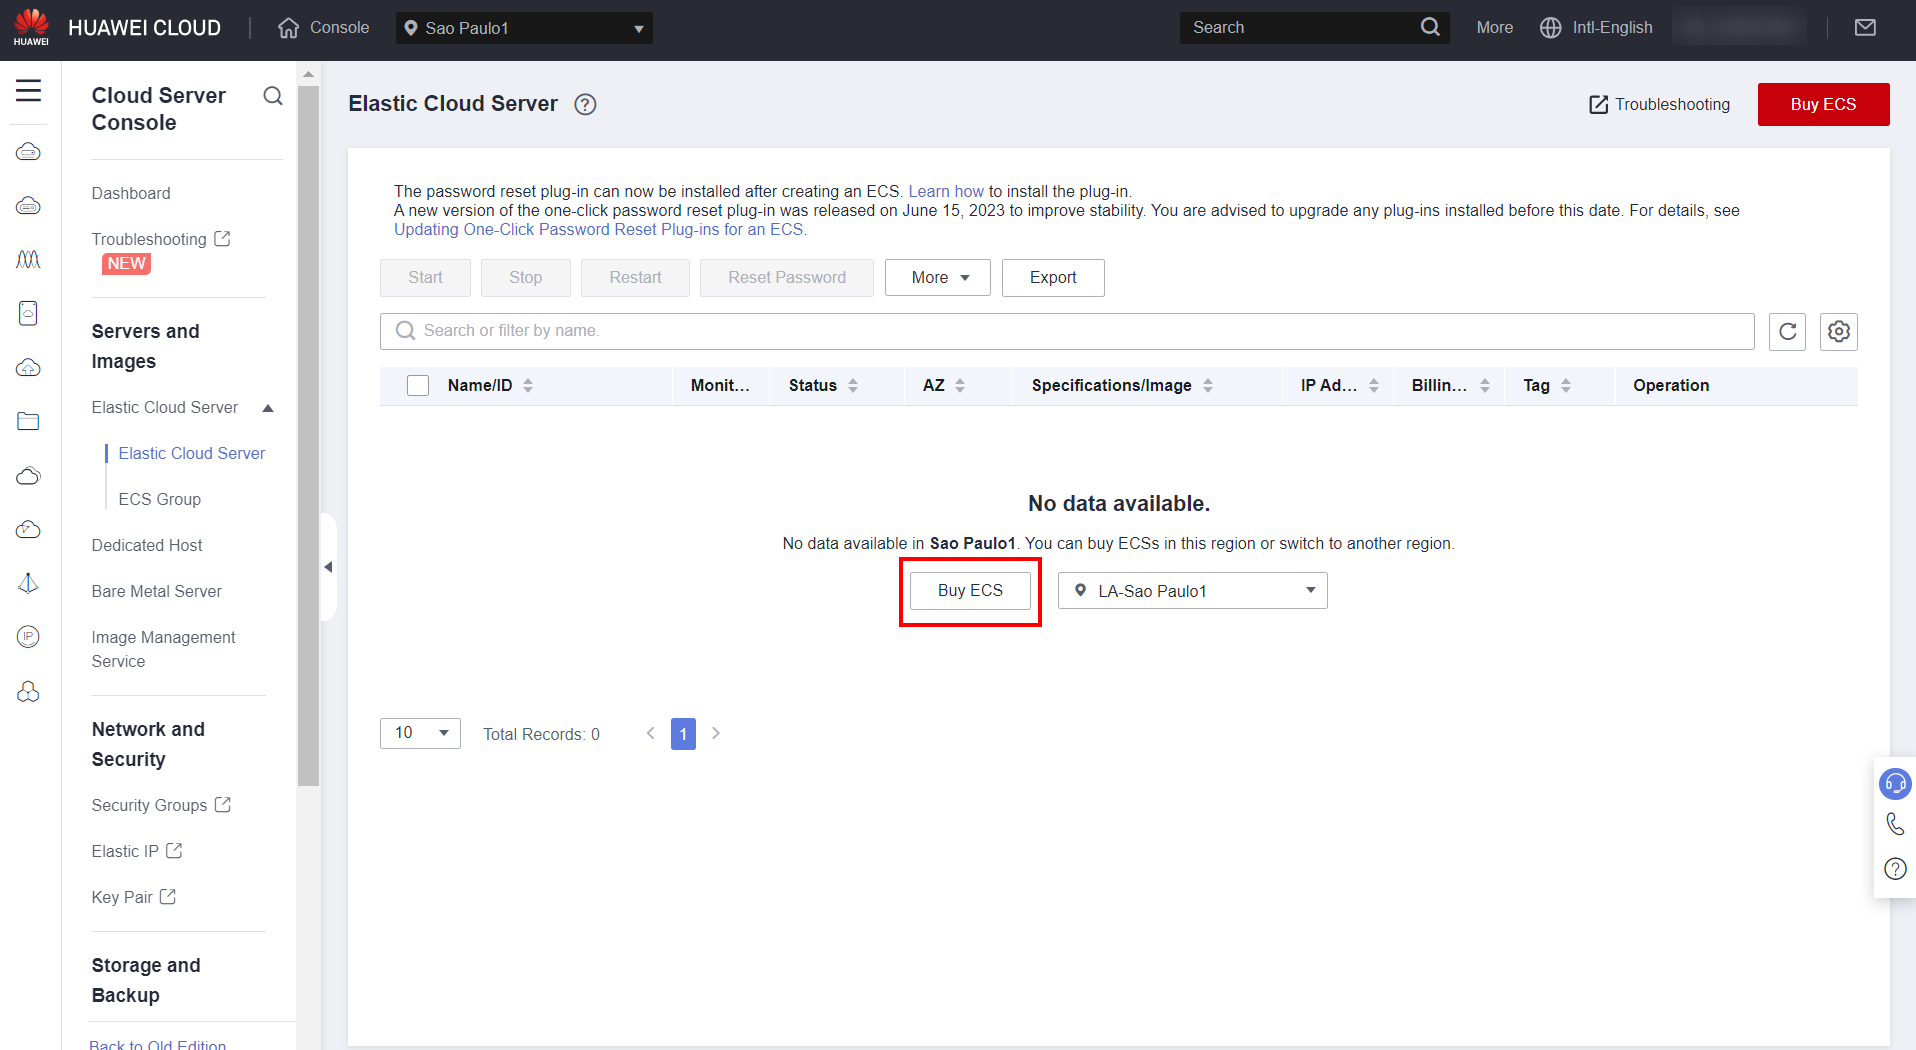 HUAWEI
HUAWEI CLOUD
Console
Sao Paulo1
Search
More
Intl-English
Cloud Server
Console
Dashboard
Troubleshooting
NEW
Servers and
Images
Elastic Cloud Server
Elastic Cloud Server
ECS Group
Dedicated Host
Bare Metal Server
Image Management
Service
Network and
Security
Security Groups
Elastic IP
Key Pair
Storage and
Backup
Back to Old Edition
IP
Elastic Cloud Server
?
Troubleshooting
Buy ECS
The password reset plug-in can now be installed after creating an ECS. Learn how to install the plug-in.
A new version of the one-click password reset plug-in was released on June 15, 2023 to improve stability. You are advised to upgrade any plug-ins installed before this date. For details, see
Updating One-Click Password Reset Plug-ins for an ECS.
Start
Stop
Restart
Reset Password
More
Export
Search or filter by name.
Name/ID
Monit...
Status
AZ
Specifications/Image
IP Ad...
Billin...
Tag
Operation
No data available.
No data available in Sao Paulo1. You can buy ECSs in this region or switch to another region.
Buy ECS
LA-Sao Paulo1
10
Total Records: 0
1
?